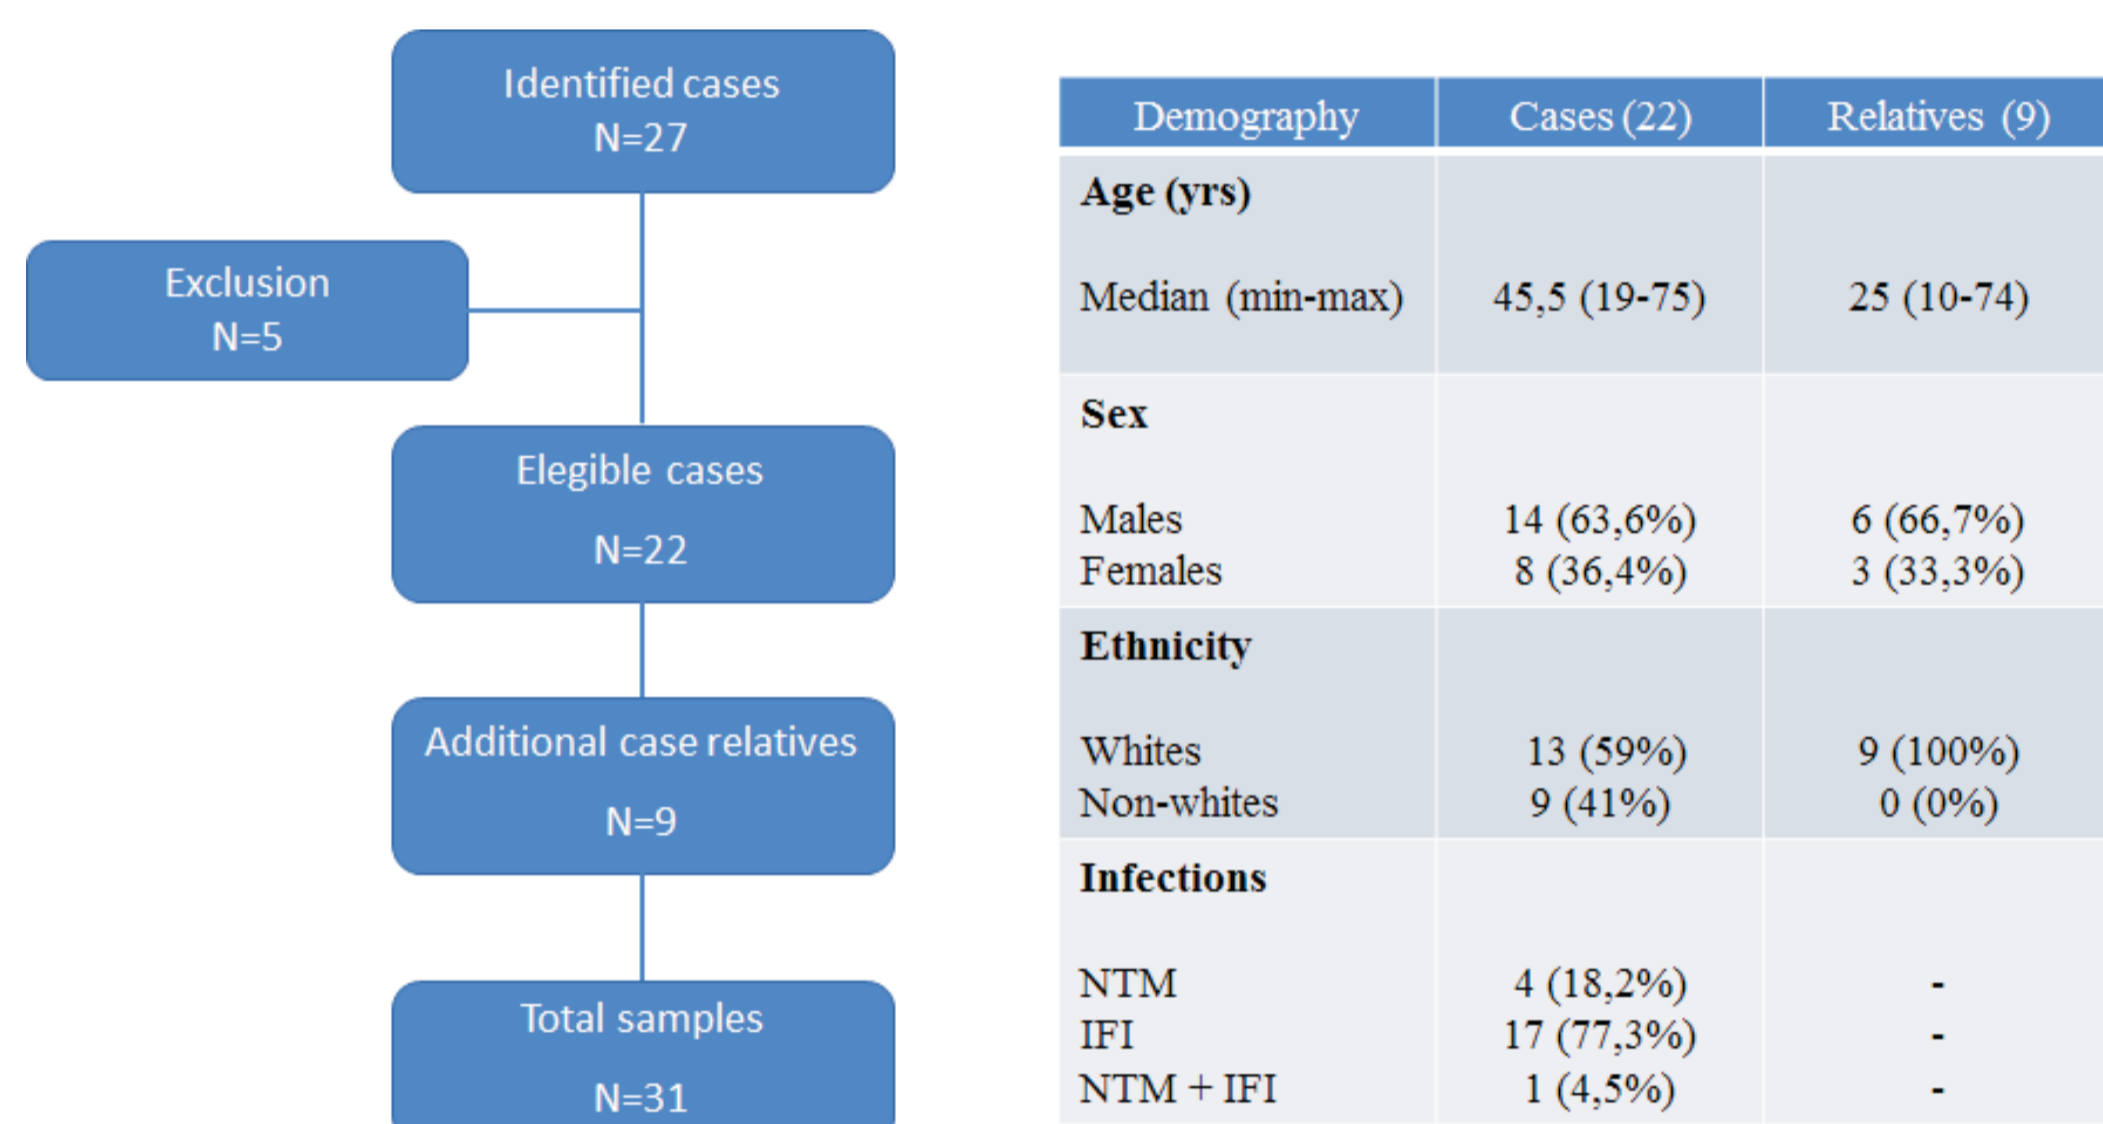 Identified cases
N=27
Exclusion
N=5
Elegible cases
N=22
Additional case relatives
N=9
Total samples
N=31
Demography Cases (22) Relatives (9)
Age (yrs)
Median (min-max) 45,5 (19-75) 25 (10-74)
Sex
Males 14 (63,6%) 6 (66,7%)
Females 8 (36,4%) 3 (33,3%)
Ethnicity
Whites 13 (59%) 9 (100%)
Non-whites 9 (41%) 0 (0%)
Infections
NTM 4 (18,2%) -
IFI 17 (77,3%) -
NTM + IFI 1 (4,5%) -